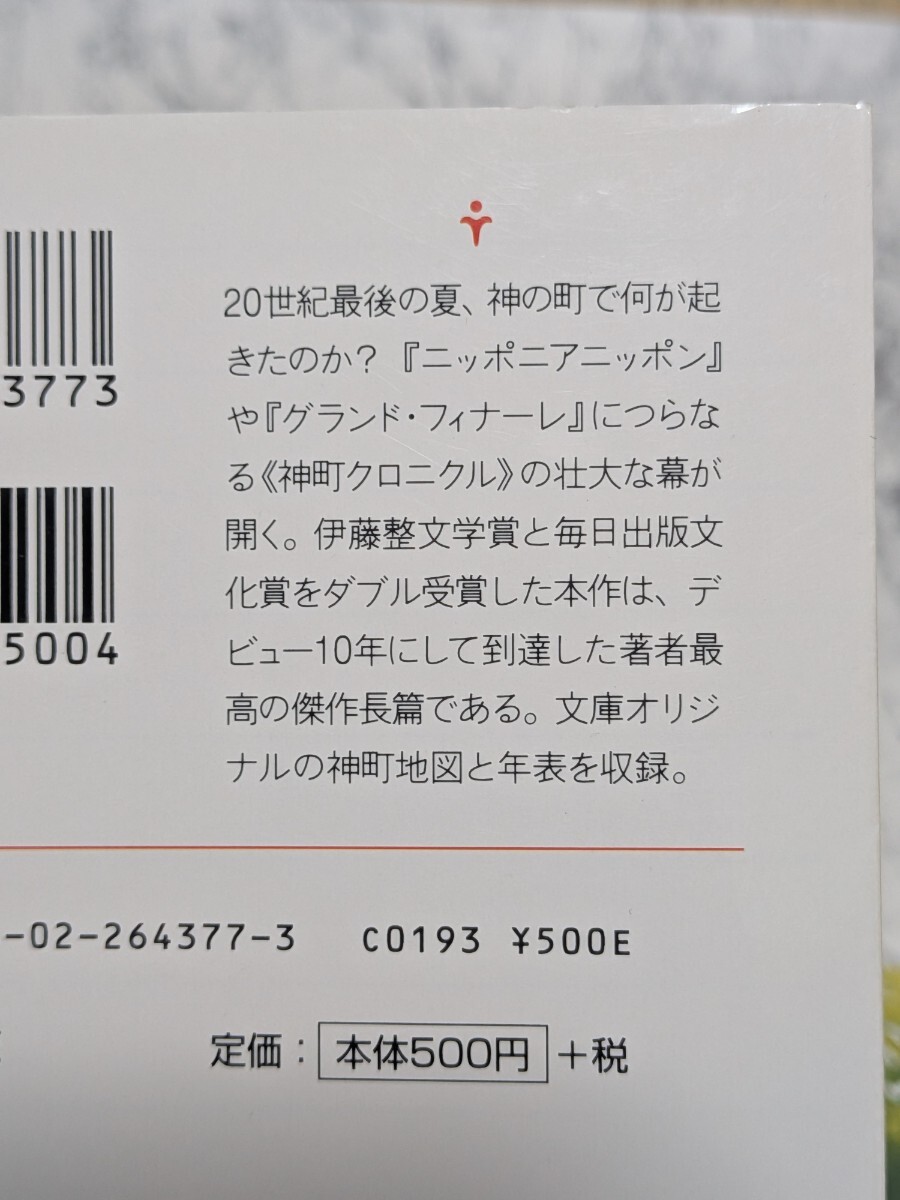 20世紀最後の夏、神の町で何が起
きたのか?『ニッポニアニッポン』
や『グランド・フィナーレ』につらな
る《神町クロニクル》の壮大な幕が
開く。伊藤整文学賞と毎日出版文
化賞をダブル受賞した本作は、デ
ビュー10年にして到達した著者最
高の傑作長篇である。文庫オリジ
ナルの神町地図と年表を収録。
3773
5004
-02-264377-3 C0193 ¥500E
定価:本体500円+税